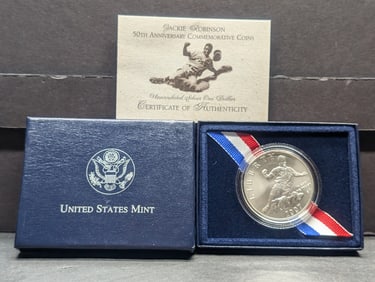 Jackie Robinson
50th Anniversary Commemorative Coins
Uncirculated Silver One Dollar
Certificate of Authenticity
United States Mint